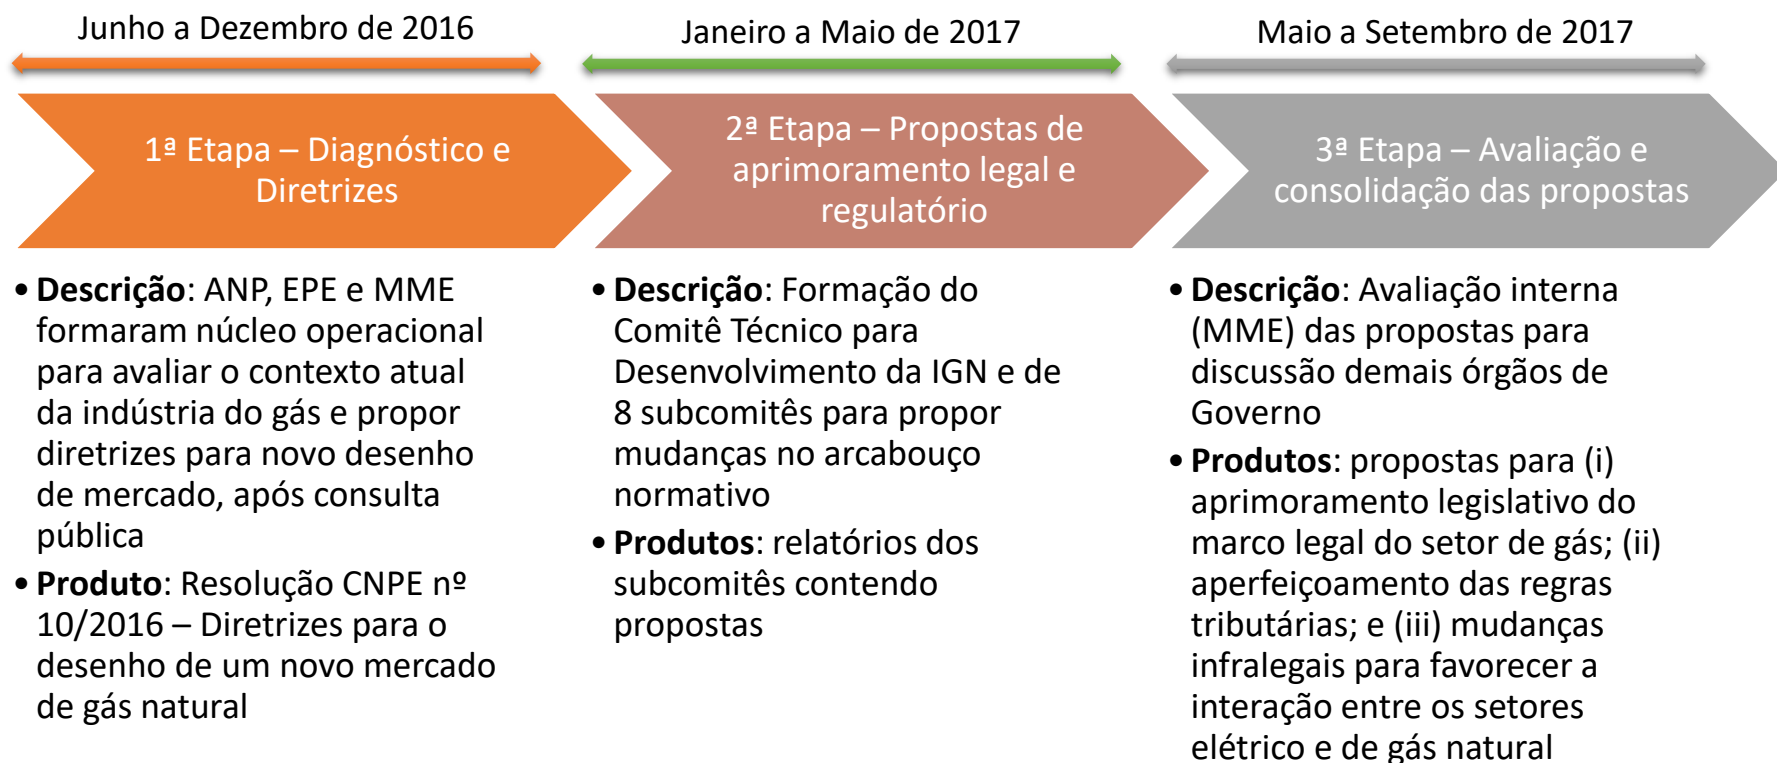 Junho a Dezembro de 2016
Janeiro a Maio de 2017
Maio a Setembro de 2017
1ª Etapa – Diagnóstico e
Diretrizes
2ª Etapa – Propostas de
aprimoramento legal e
regulatório
3ª Etapa – Avaliação e
consolidação das propostas
• Descrição: ANP, EPE e MME
formaram núcleo operacional
para avaliar o contexto atual
da indústria do gás e propor
diretrizes para novo desenho
de mercado, após consulta
pública
• Produto: Resolução CNPE nº
10/2016 – Diretrizes para o
desenho de um novo mercado
de gás natural
• Descrição: Formação do
Comitê Técnico para
Desenvolvimento da IGN e de
8 subcomitês para propor
mudanças no arcabouço
normativo
• Produtos: relatórios dos
subcomitês contendo
propostas
• Descrição: Avaliação interna
(MME) das propostas para
discussão demais órgãos de
Governo
• Produtos: propostas para (i)
aprimoramento legislativo do
marco legal do setor de gás; (ii)
aperfeiçoamento das regras
tributárias; e (iii) mudanças
infralegais para favorecer a
interação entre os setores
elétrico e de gás natural